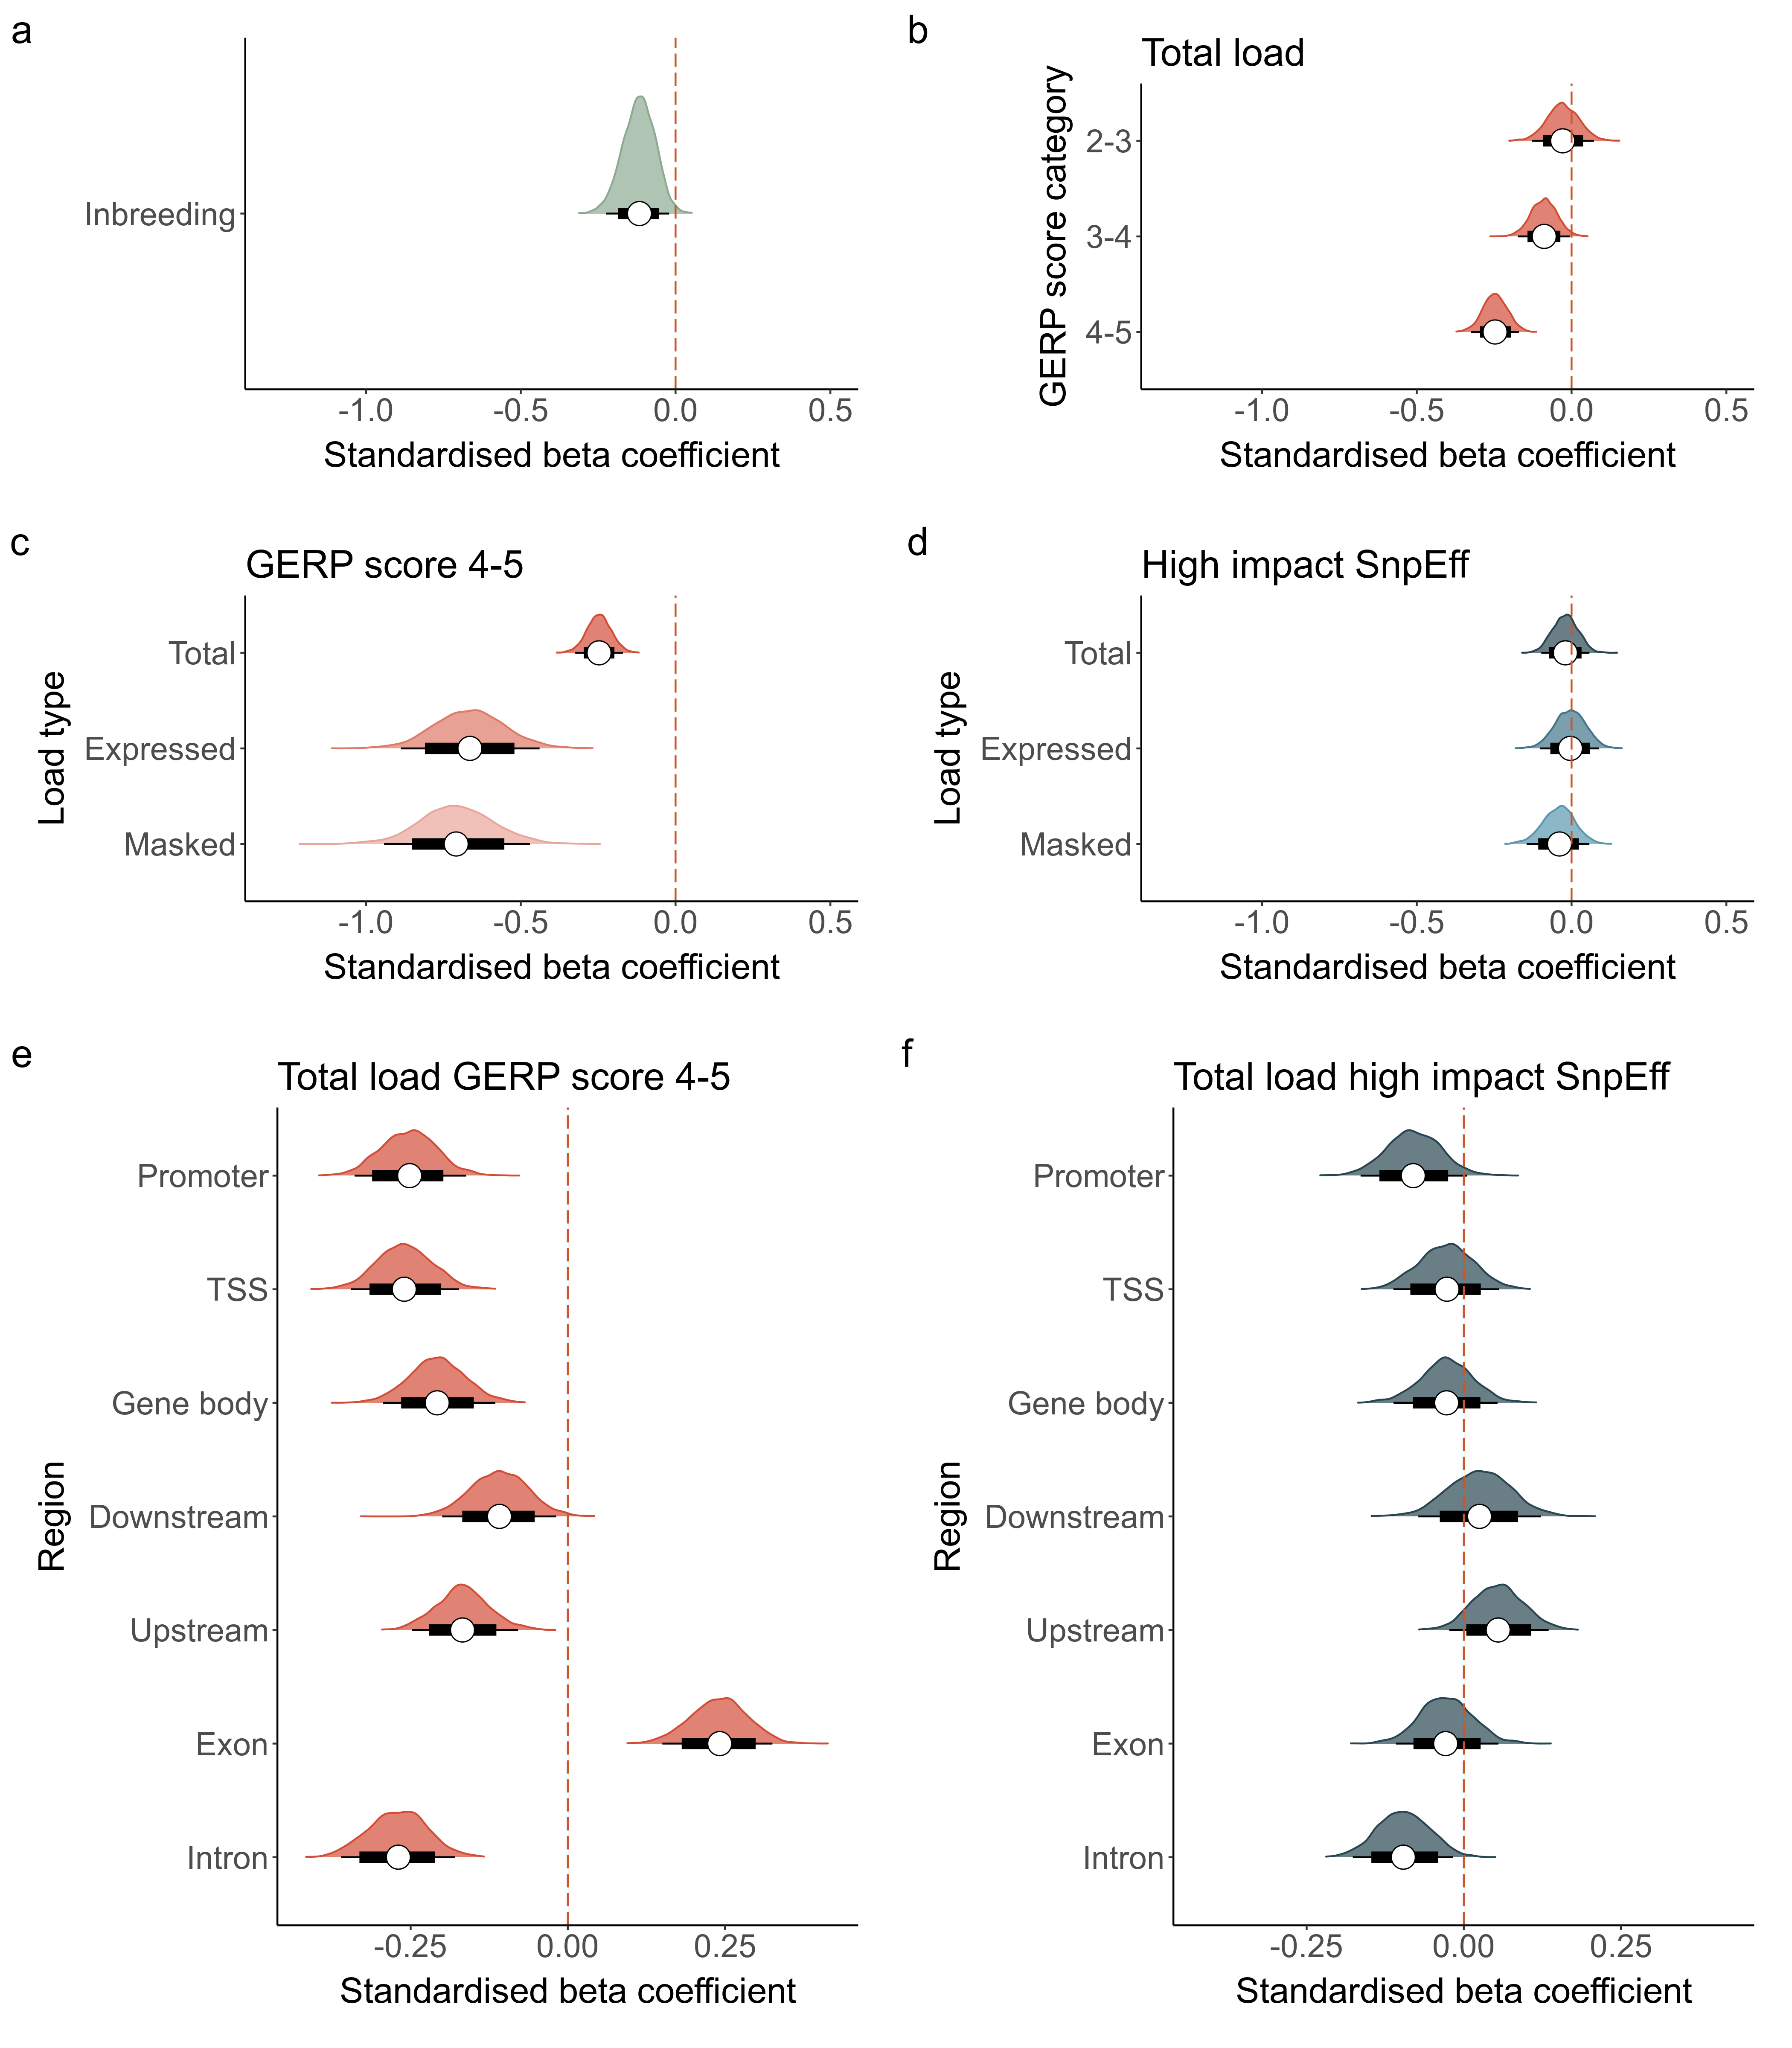 a
Inbreeding
-1.0 -0.5 0.0 0.5
Standardised beta coefficient
b
Total load
GERP score category
2-3
3-4
4-5
-1.0 -0.5 0.0 0.5
Standardised beta coefficient
c
GERP score 4-5
Load type
Total
Expressed
Masked
-1.0 -0.5 0.0 0.5
Standardised beta coefficient
d
High impact SnpEff
Load type
Total
Expressed
Masked
-1.0 -0.5 0.0 0.5
Standardised beta coefficient
e
Total load GERP score 4-5
Region
Promoter
TSS
Gene body
Downstream
Upstream
Exon
Intron
-0.25 0.00 0.25
Standardised beta coefficient
f
Total load high impact SnpEff
Region
Promoter
TSS
Gene body
Downstream
Upstream
Exon
Intron
-0.25 0.00 0.25
Standardised beta coefficient